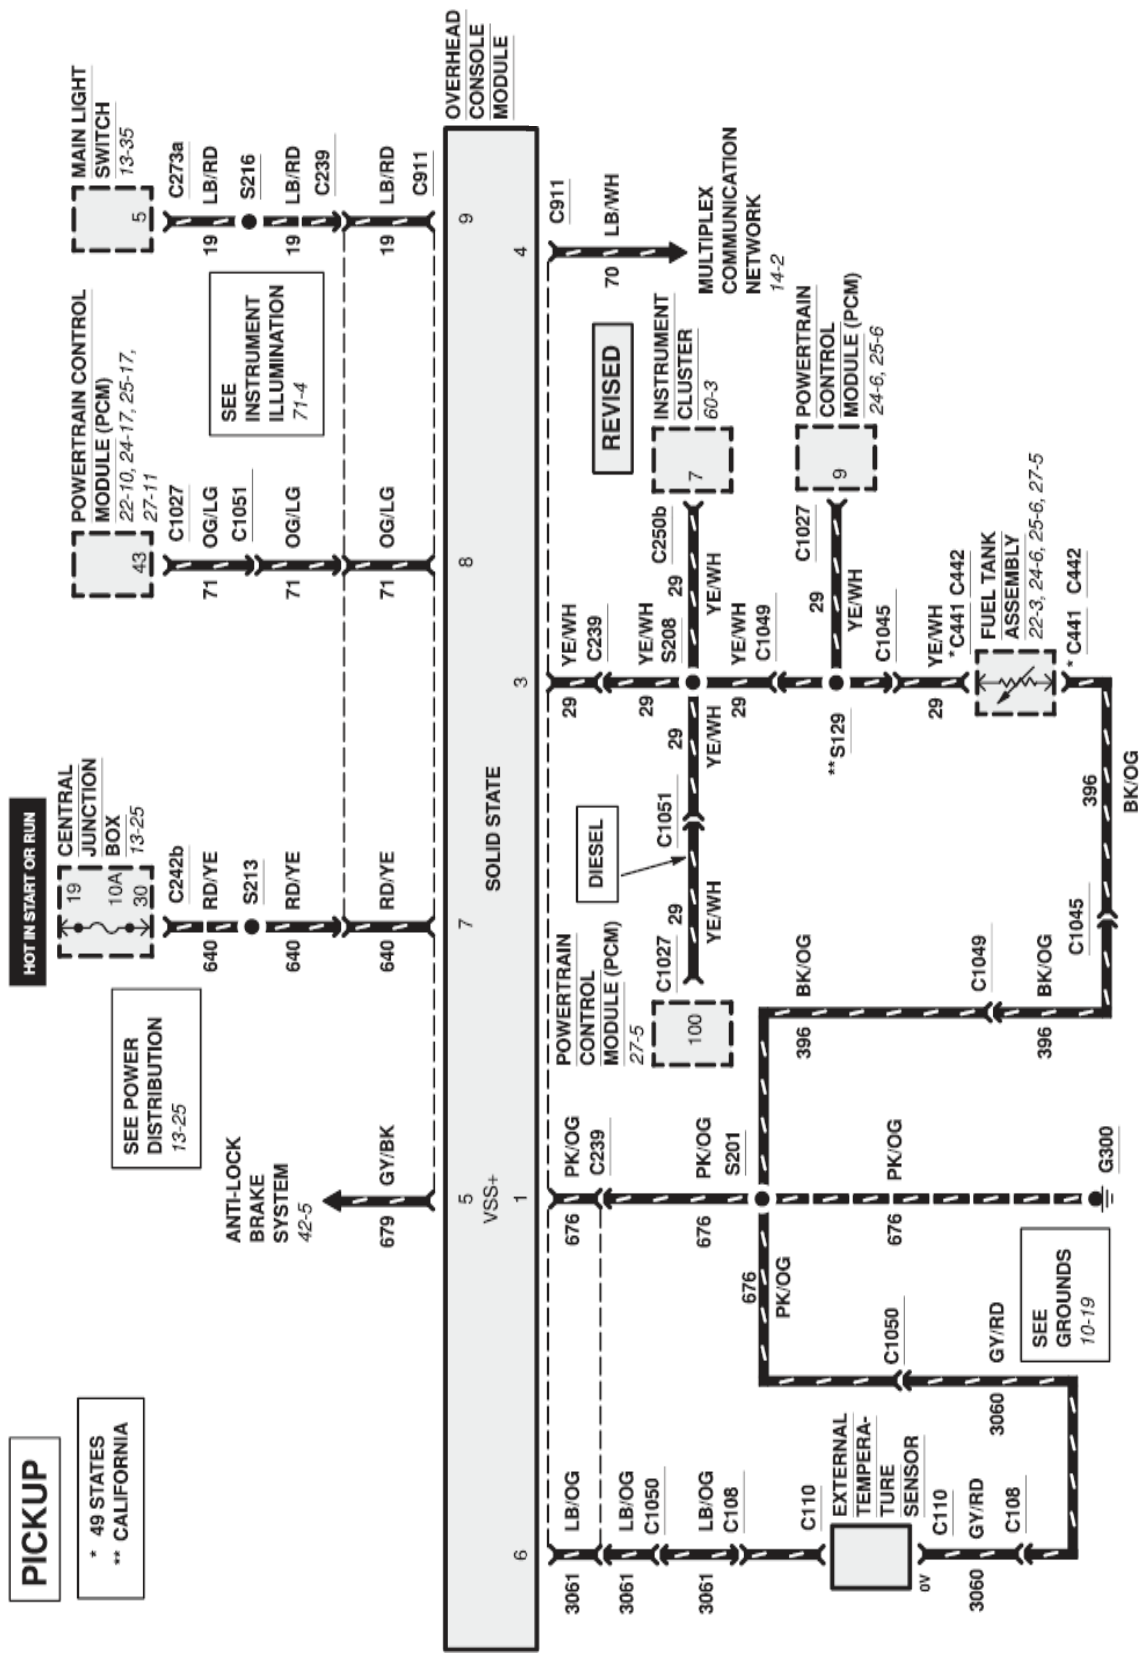 PICKUP
* 49 STATES
** CALIFORNIA
HOT IN START OR RUN
SEE POWER
DISTRIBUTION
13-25
19
10A
30
CENTRAL
JUNCTION
BOX
13-25
C242b
640
RD/YE
S213
640
RD/YE
640
RD/YE
43
POWERTRAIN CONTROL
MODULE (PCM)
22-10, 24-17, 25-17,
27-11
C1027
71
OG/LG
C1051
71
OG/LG
71
OG/LG
5
MAIN LIGHT
SWITCH
13-35
C273a
19
LB/RD
S216
19
LB/RD
C239
19
LB/RD
C911
SEE
INSTRUMENT
ILLUMINATION
71-4
ANTI-LOCK
BRAKE
SYSTEM
42-5
679
GY/BK
5
VSS+
7
8
9
SOLID STATE
OVERHEAD
CONSOLE
MODULE
6
1
3
4
3061
LB/OG
3061
LB/OG
C1050
3061
LB/OG
C108
C110
EXTERNAL
TEMPERA-
TURE
SENSOR
0V
C110
3060
GY/RD
C108
676
PK/OG
C239
676
PK/OG
S201
676
PK/OG
676
PK/OG
C1050
3060
GY/RD
SEE
GROUNDS
10-19
G300
POWERTRAIN
CONTROL
MODULE (PCM)
27-5
100
C1027
29
YE/WH
C1051
DIESEL
29
YE/WH
29
YE/WH
C239
29
YE/WH
S208
29
YE/WH
C1049
29
YE/WH
C250b
7
INSTRUMENT
CLUSTER
60-3
REVISED
C911
70
LB/WH
MULTIPLEX
COMMUNICATION
NETWORK
14-2
9
POWERTRAIN
CONTROL
MODULE (PCM)
24-6, 25-6
C1027
29
YE/WH
**S129
C1045
29
YE/WH
*C441 C442
FUEL TANK
ASSEMBLY
22-3, 24-6, 25-6, 27-5
* C441 C442
396
BK/OG
C1045
396
BK/OG
C1049
396
BK/OG